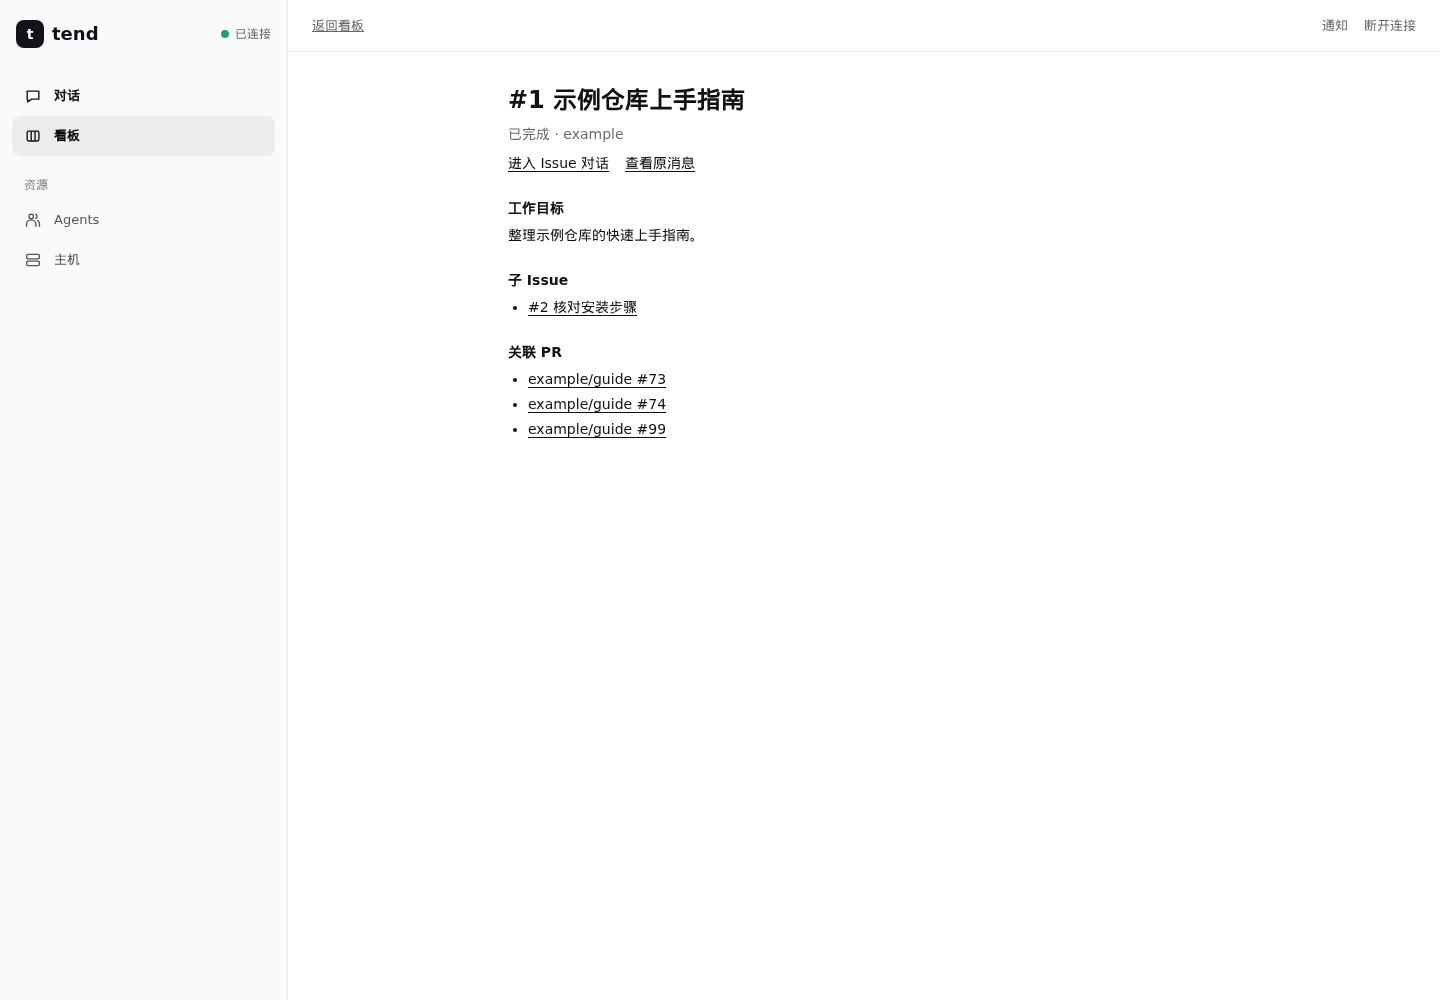 t tend
已连接
对话
看板
资源
Agents
主机
返回看板
通知 断开连接
#1 示例仓库上手指南
已完成 · example
进入 Issue 对话 查看原消息
工作目标
整理示例仓库的快速上手指南。
子 Issue
• #2 核对安装步骤
关联 PR
• example/guide #73
• example/guide #74
• example/guide #99